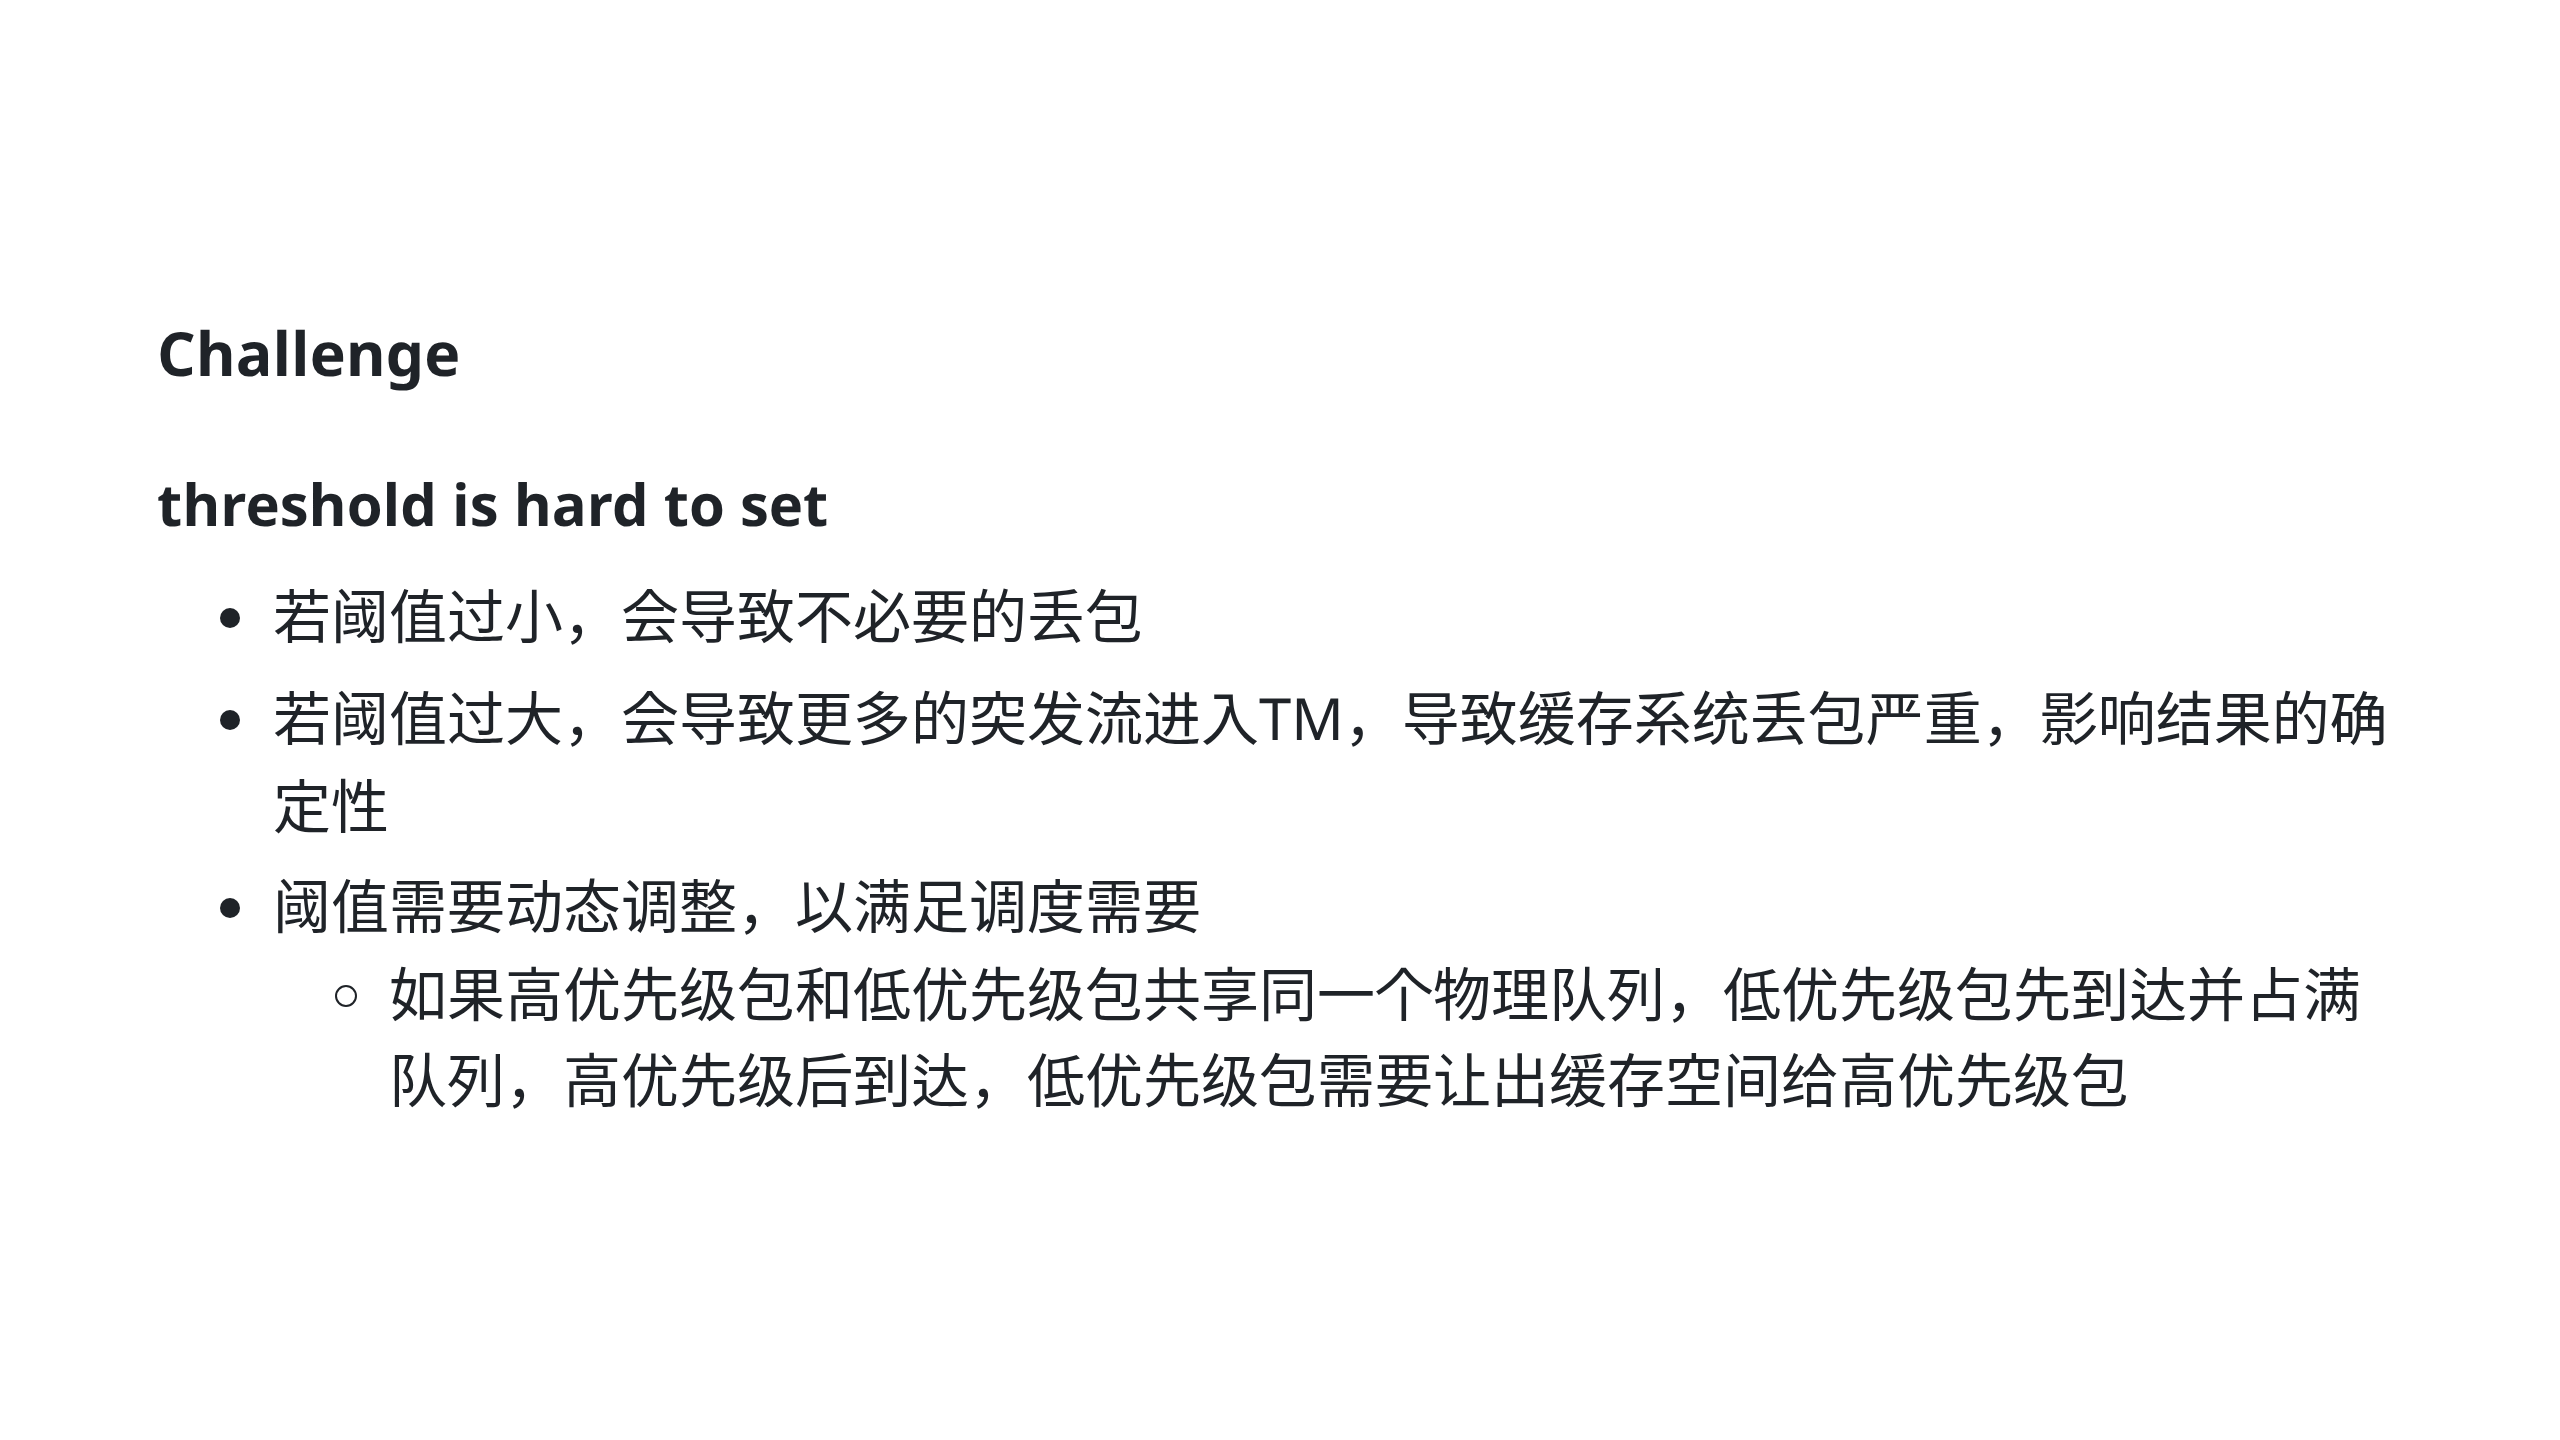 Challenge
threshold is hard to set
• 若阈值过小，会导致不必要的丢包
• 若阈值过大，会导致更多的突发流进入TM，导致缓存系统丢包严重，影响结果的确
定性
• 阈值需要动态调整，以满足调度需要
◦ 如果高优先级包和低优先级包共享同一个物理队列，低优先级包先到达并占满
队列，高优先级后到达，低优先级包需要让出缓存空间给高优先级包